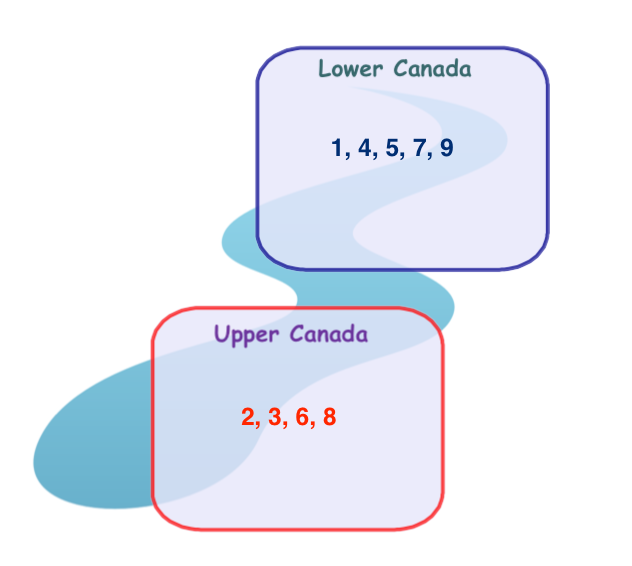 Lower Canada
1, 4, 5, 7, 9
Upper Canada
2, 3, 6, 8